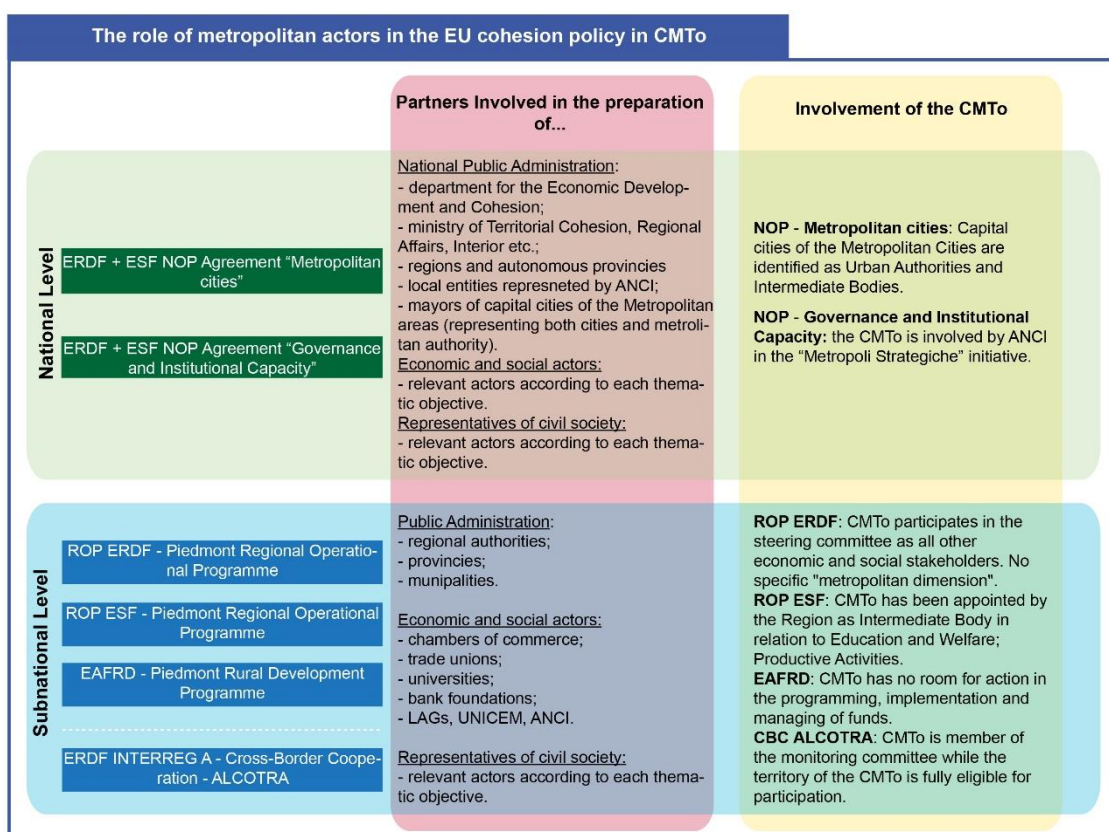 The role of metropolitan actors in the EU cohesion policy in CMTo
Partners Involved in the preparation
of...
Involvement of the CMTo
National Level
ERDF + ESF NOP Agreement “Metropolitan
cities”
ERDF + ESF NOP Agreement “Governance
and Institutional Capacity”
National Public Administration:
- department for the Economic Develop-
ment and Cohesion;
- ministry of Territorial Cohesion, Regional
Affairs, Interior etc.;
- regions and autonomous provincies
- local entities represneted by ANCI;
- mayors of capital cities of the Metropolitan
areas (representing both cities and metroli-
tan authority).
Economic and social actors:
- relevant actors according to each thema-
tic objective.
Representatives of civil society:
- relevant actors according to each thema-
tic objective.
NOP - Metropolitan cities: Capital
cities of the Metropolitan Cities are
identified as Urban Authorities and
Intermediate Bodies.
NOP - Governance and Institutional
Capacity: the CMTo is involved by ANCI
in the “Metropoli Strategiche” initiative.
Subnational Level
ROP ERDF - Piedmont Regional Operatio-
nal Programme
ROP ESF - Piedmont Regional Operational
Programme
EAFRD - Piedmont Rural Development
Programme
ERDF INTERREG A - Cross-Border Coope-
ration - ALCOTRA
Public Administration:
- regional authorities;
- provinces;
- munipalities.
Economic and social actors:
- chambers of commerce;
- trade unions;
- universities;
- bank foundations;
- LAGs, UNICEM, ANCI.
Representatives of civil society:
- relevant actors according to each thema-
tic objective.
ROP ERDF: CMTo participates in the
steering committee as all other
economic and social stakeholders. No
specific "metropolitan dimension".
ROP ESF: CMTo has been appointed by
the Region as Intermediate Body in
relation to Education and Welfare;
Productive Activities.
EAFRD: CMTo has no room for action
in the programming, implementation and
managing of funds.
CBC ALCOTRA: CMTo is member of
the monitoring committee while the
territory of the CMTo is fully eligible for
participation.